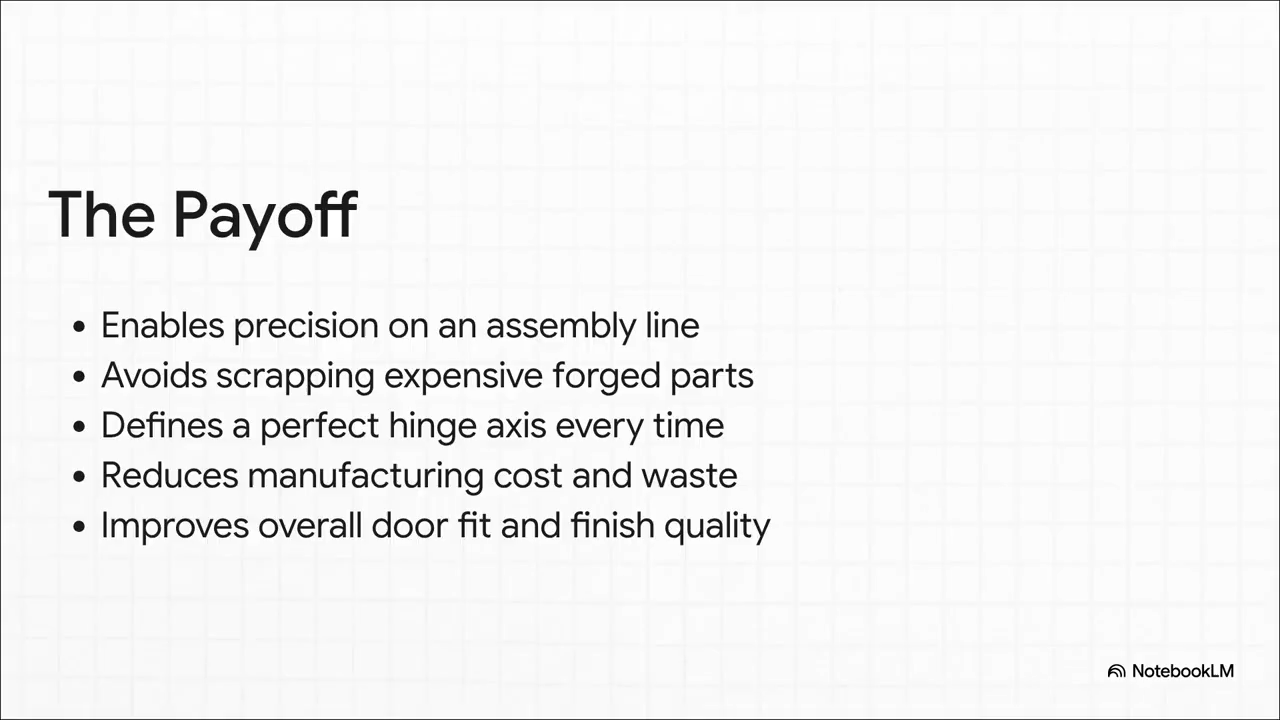 The Payoff
• Enables precision on an assembly line
• Avoids scrapping expensive forged parts
• Defines a perfect hinge axis every time
• Reduces manufacturing cost and waste
• Improves overall door fit and finish quality
NotebookLM